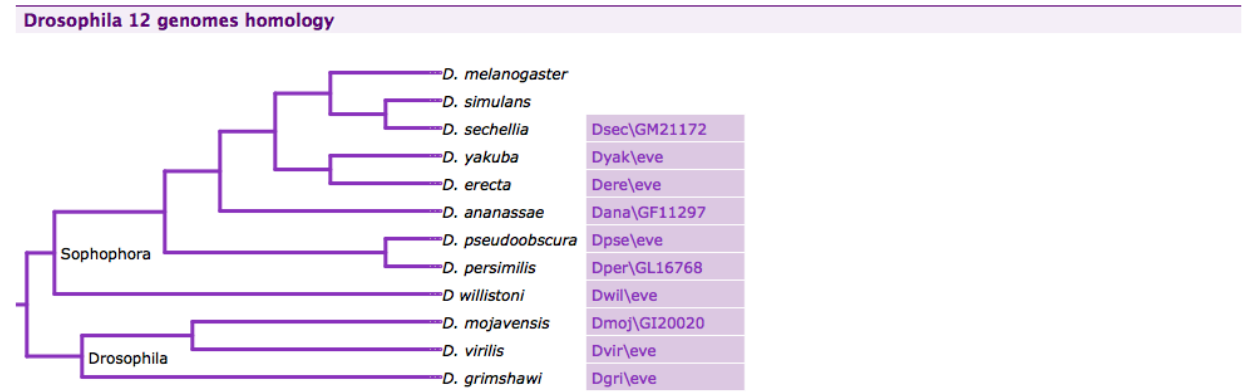 Drosophila 12 genomes homology
D. melanogaster
D. simulans
D. sechellia Dsec\GM21172
D. yakuba Dyak\eve
D. erecta Dere\eve
D. ananassae Dana\GF11297
D. pseudoobscura Dpse\eve
Sophophora
D. persimilis Dper\GL16768
D willistoni Dwil\eve
D. mojavensis Dmoj\GI20020
D. virilis Dvir\eve
Drosophila
D. grimshawi Dgri\eve